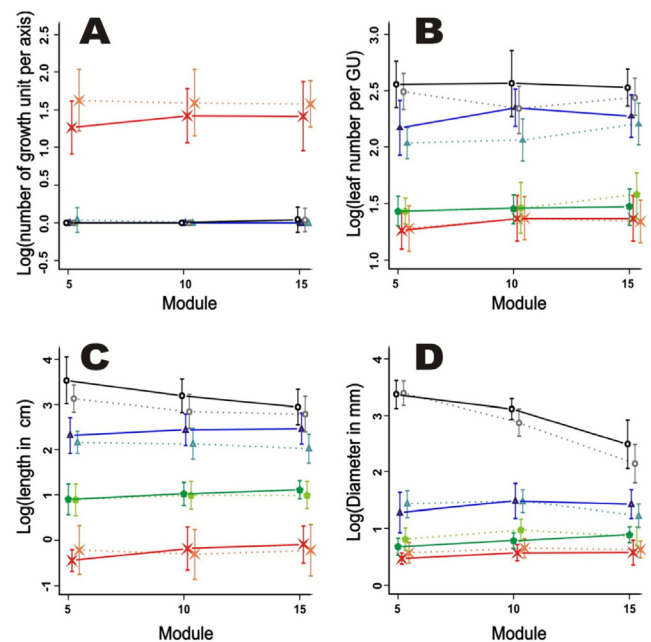 A
Log(number of growth unit per axis)
2.5
2.0
1.5
1.0
0.5
0.0
-0.5
5
10
15
Module
B
Log(leaf number per GU)
3.0
2.5
2.0
1.5
1.0
5
10
15
Module
C
Log(length in cm)
4
3
2
1
0
-1
5
10
15
Module
D
Log(Diameter in mm)
4
3
2
1
0
5
10
15
Module